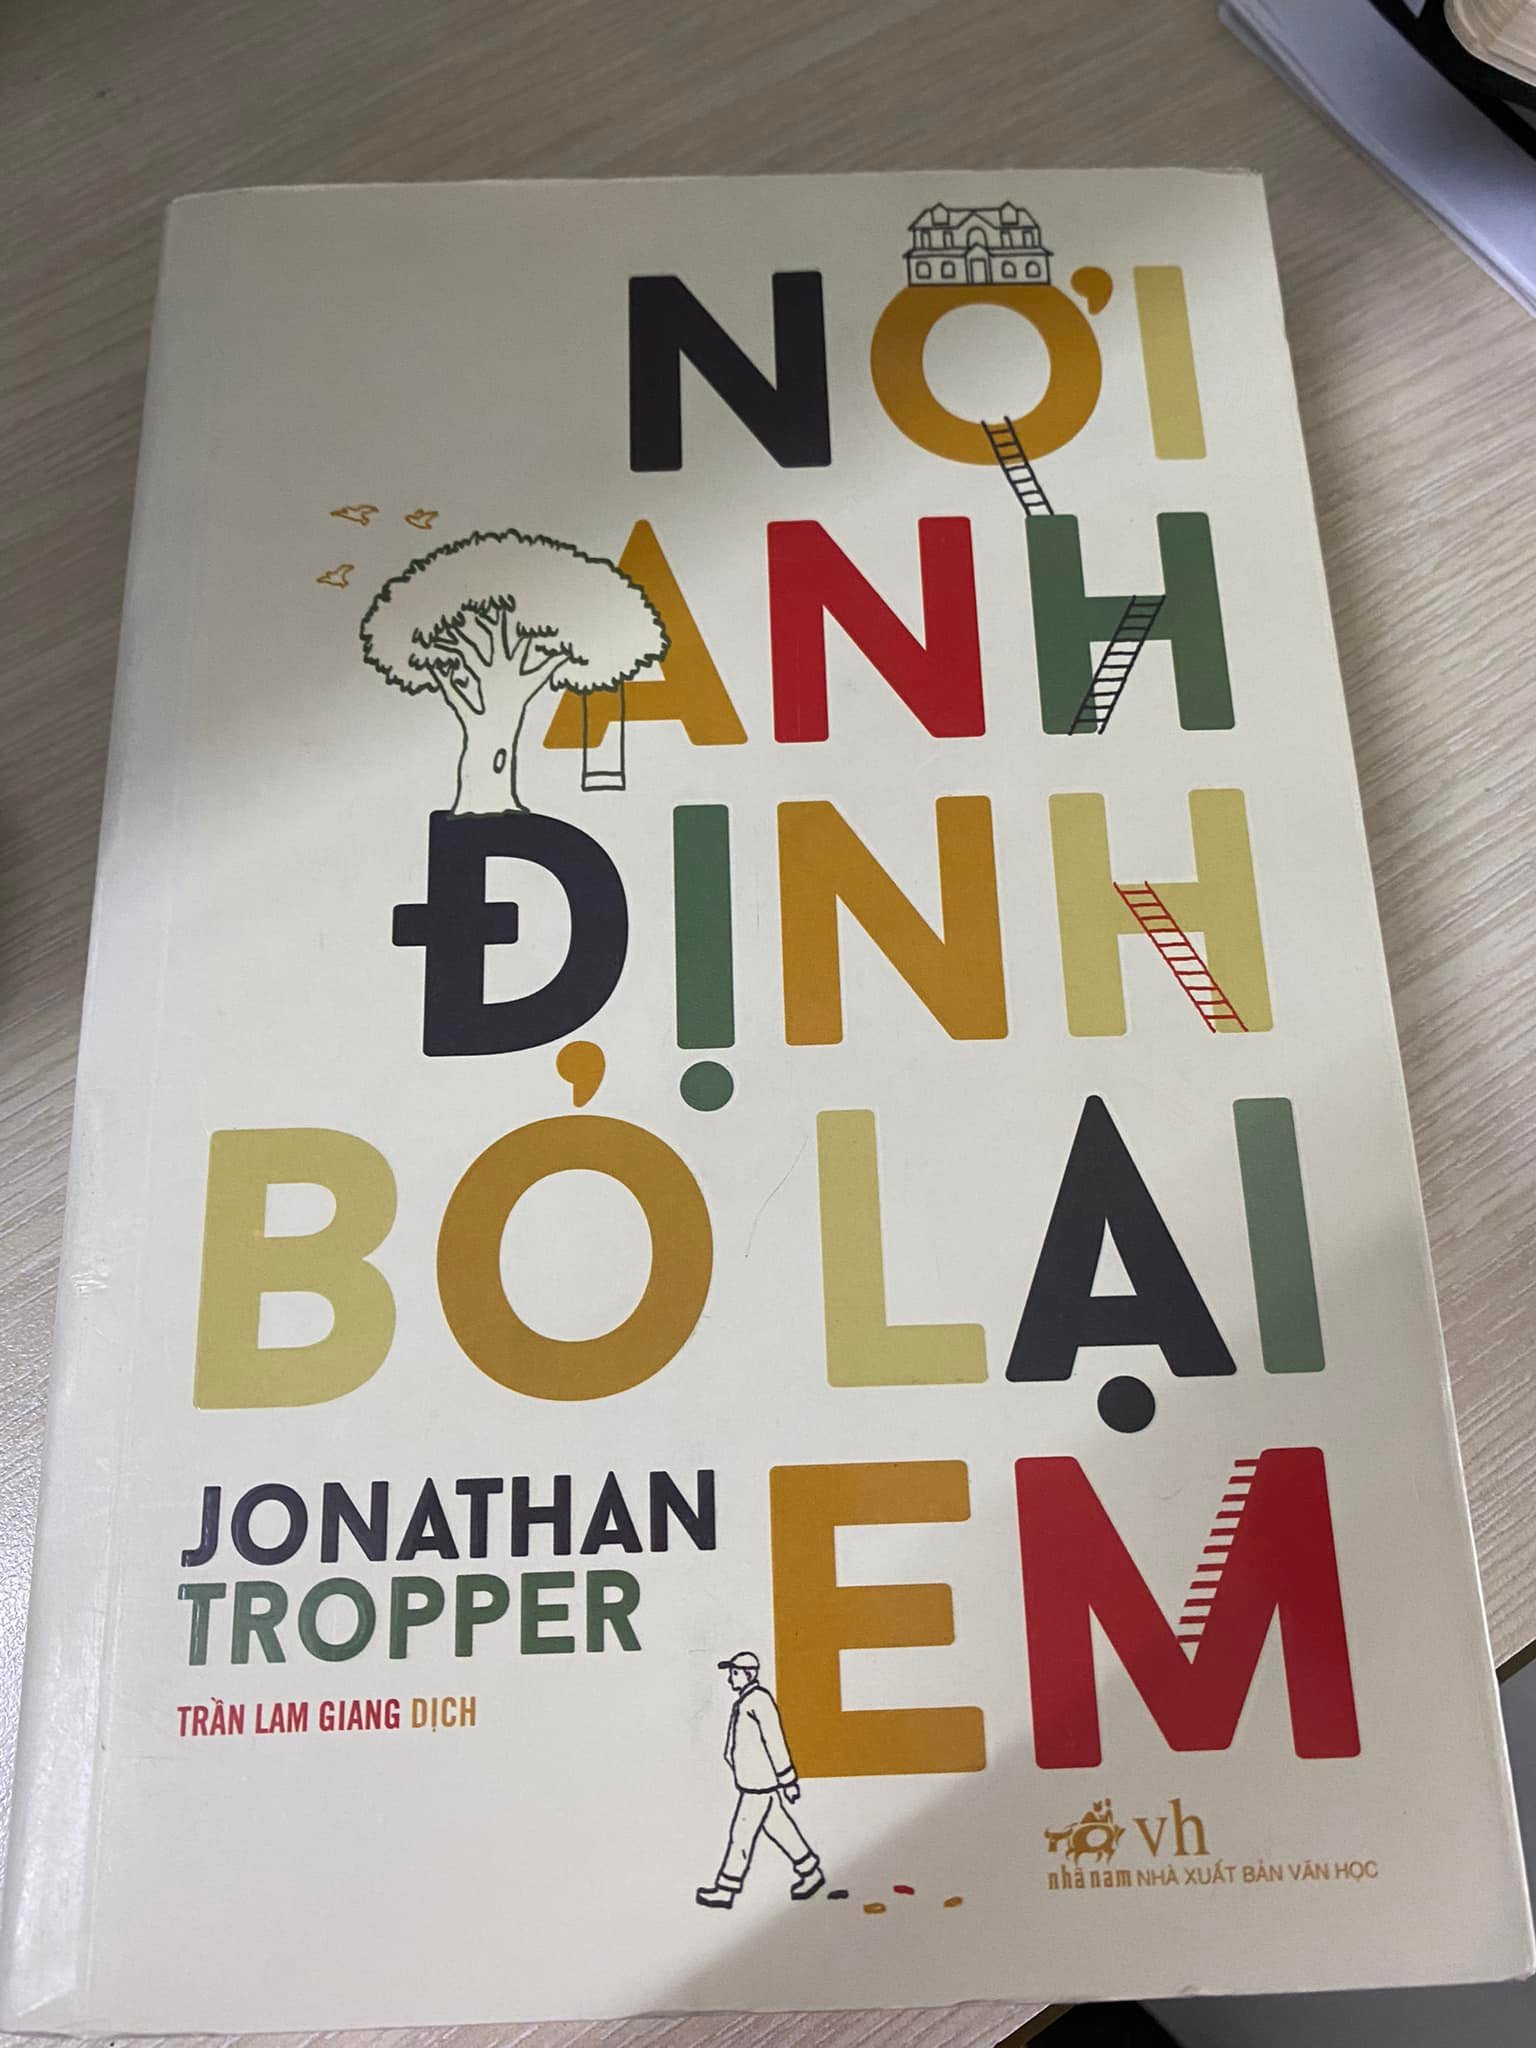 NƠI
ANH
ĐỊNH
BỎ LẠI
EM
JONATHAN
TROPPER
TRẦN LAM GIANG DỊCH
vh
nhã nam NHÀ XUẤT BẢN VĂN HỌC